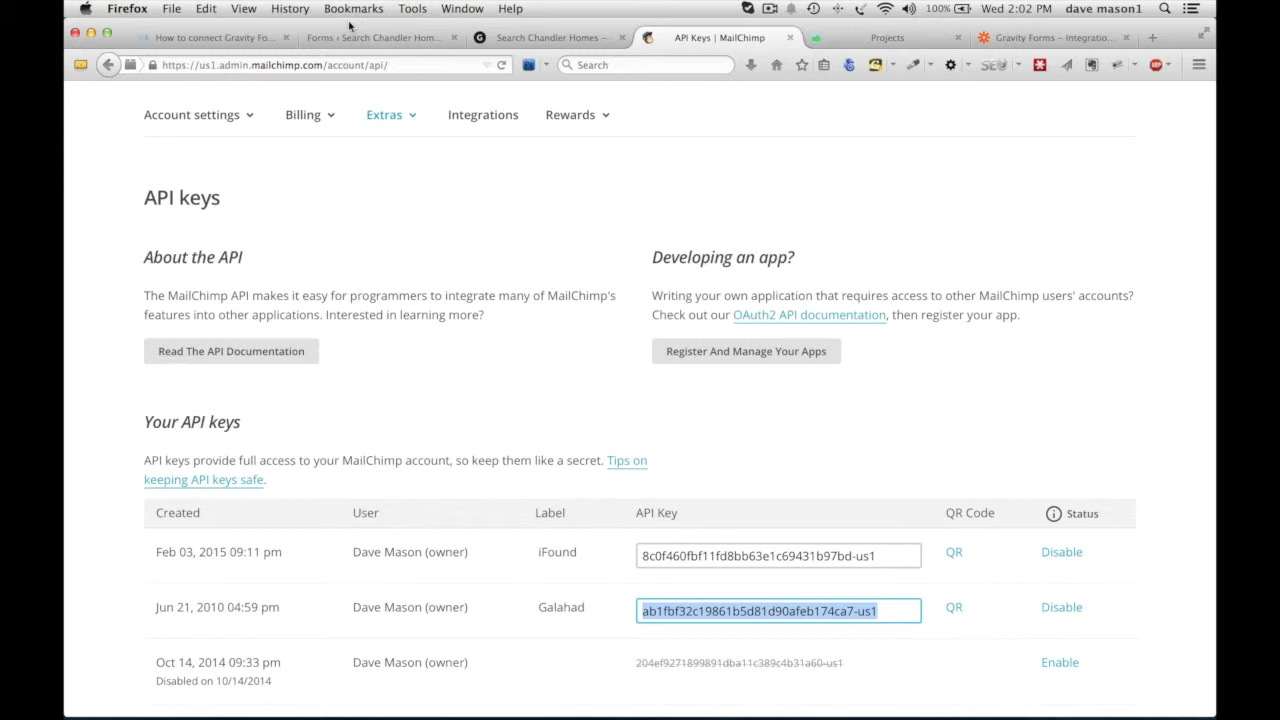 Firefox File Edit View History Bookmarks Tools Window Help 100% Wed 2:02 PM dave mason1
How to connect Gravity Fo... Forms ‹ Search Chandler Hom... Search Chandler Homes – API Keys | MailChimp Projects Gravity Forms – Integratio...
https://us1.admin.mailchimp.com/account/api/ Search
Account settings Billing Extras Integrations Rewards
API keys
About the API
Developing an app?
The MailChimp API makes it easy for programmers to integrate many of MailChimp's
features into other applications. Interested in learning more?
Writing your own application that requires access to other MailChimp users' accounts?
Check out our OAuth2 API documentation, then register your app.
Read The API Documentation
Register And Manage Your Apps
Your API keys
API keys provide full access to your MailChimp account, so keep them like a secret. Tips on
keeping API keys safe.
Created User Label API Key QR Code Status
Feb 03, 2015 09:11 pm Dave Mason (owner) iFound 8c0f460fbf11fd8bb63e1c69431b97bd-us1 QR Disable
Jun 21, 2010 04:59 pm Dave Mason (owner) Galahad ab1fbf32c19861b5d81d90afeb174ca7-us1 QR Disable
Oct 14, 2014 09:33 pm Dave Mason (owner) 204ef9271899891dba11c389c4b31a60-us1 Enable
Disabled on 10/14/2014